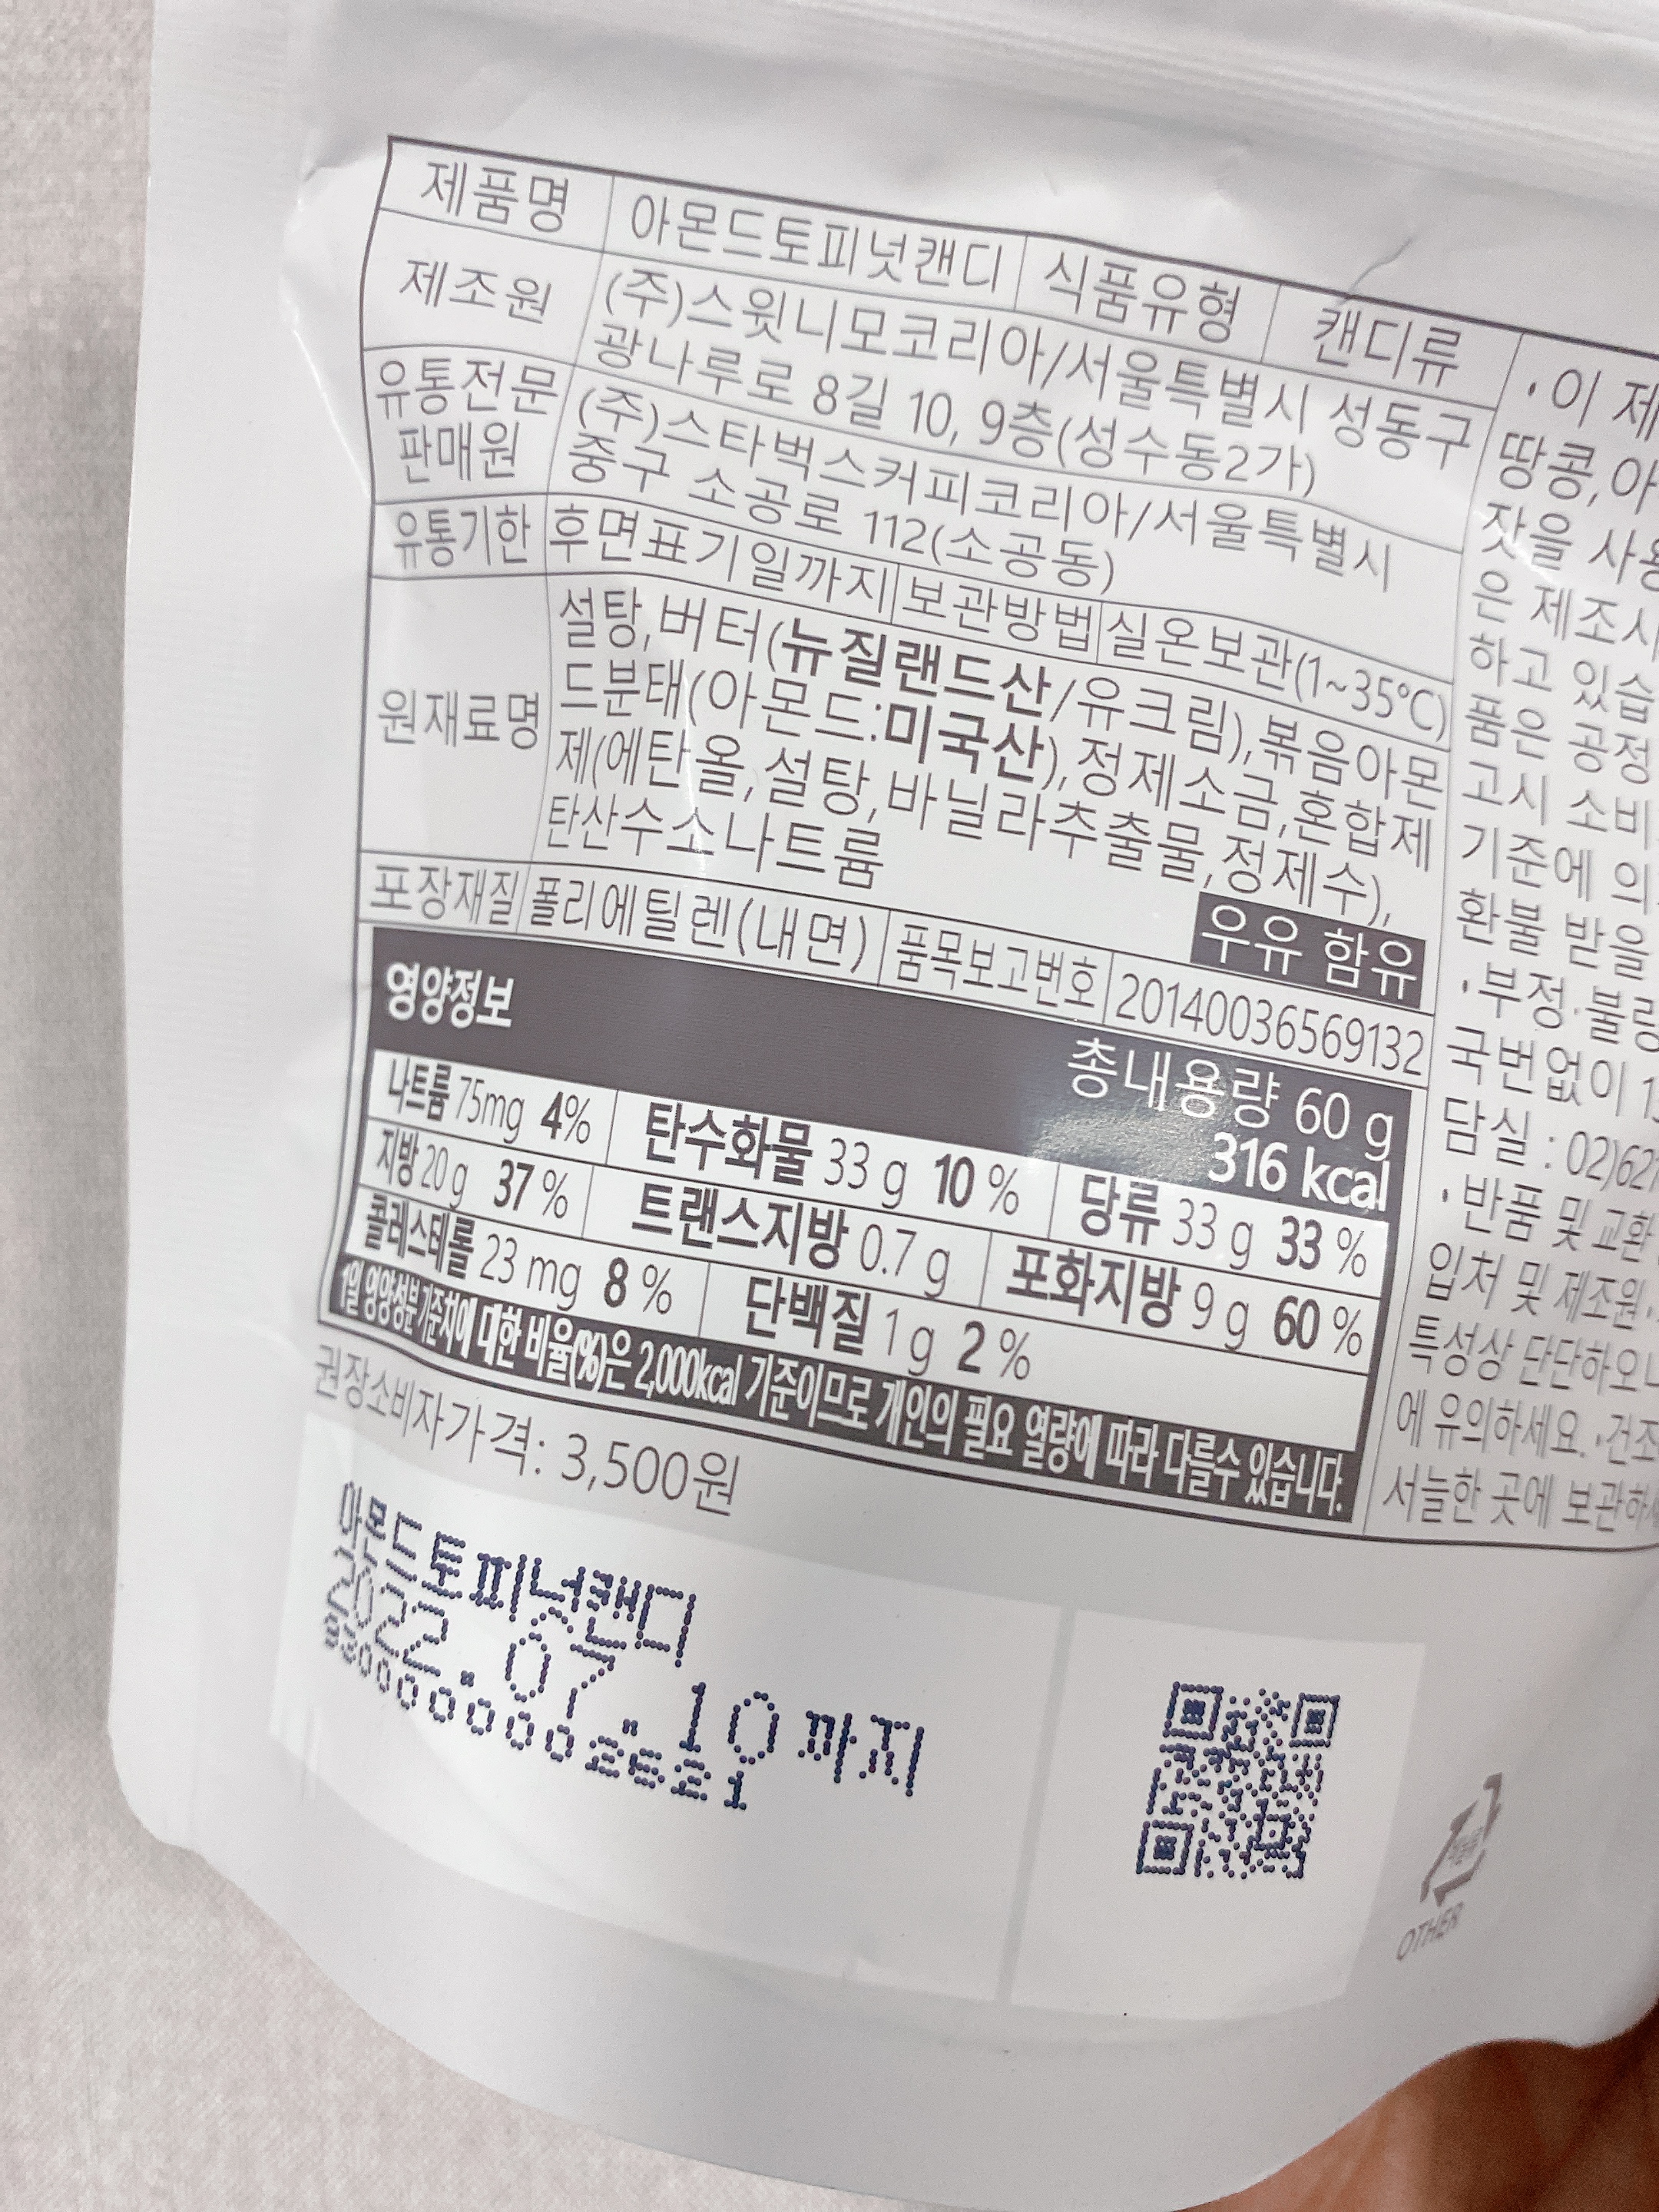 제품명 아몬드토피넛캔디 식품유형 캔디류
제조원 (주)스윗니모코리아/서울특별시 성동구
광나루로 8길 10, 9층(성수동2가)
유통전문
판매원
(주)스타벅스커피코리아/서울특별시
중구 소공로 112(소공동)
유통기한 후면표기일까지 보관방법 실온보관(1~35℃)
원재료명
설탕,버터(뉴질랜드산/유크림),볶음아몬
드분태(아몬드:미국산),정제소금,혼합제
제(에탄올,설탕,바닐라추출물,정제수),
탄산수소나트륨
우유 함유
포장재질 폴리에틸렌(내면) 품목보고번호 20140036569132
영양정보
총내용량 60 g
316 kcal
나트륨 75mg 4% 탄수화물 33 g 10 % 당류 33 g 33 %
지방 20 g 37 % 트랜스지방 0.7 g 포화지방 9 g 60 %
콜레스테롤 23 mg 8 % 단백질 1 g 2 %
1일 영양성분 기준치에 대한 비율(%)은 2,000kcal 기준이므로 개인의 필요 열량에 따라 다를수 있습니다.
권장소비자가격: 3,500원
•이 제
땅콩,아
잣을 사용
은 제조시
하고 있습
품은 공정
고시 소비
기준에 의
환불 받을
•부정·불량
국번없이 1
담실 : 02)62
•반품 및 교환
입처 및 제조원
특성상 단단하오니
에 유의하세요. •건조
서늘한 곳에 보관하
아몬드토피넛캔디
2022.07.10까지
OTHER